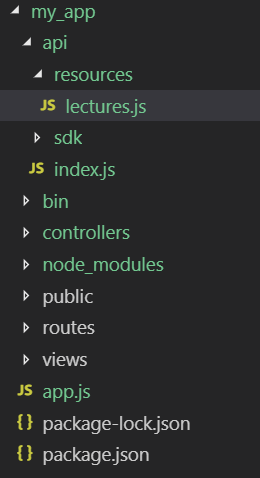 my_app
api
resources
JS lectures.js
sdk
JS index.js
bin
controllers
node_modules
public
routes
views
JS app.js
{} package-lock.json
{} package.json